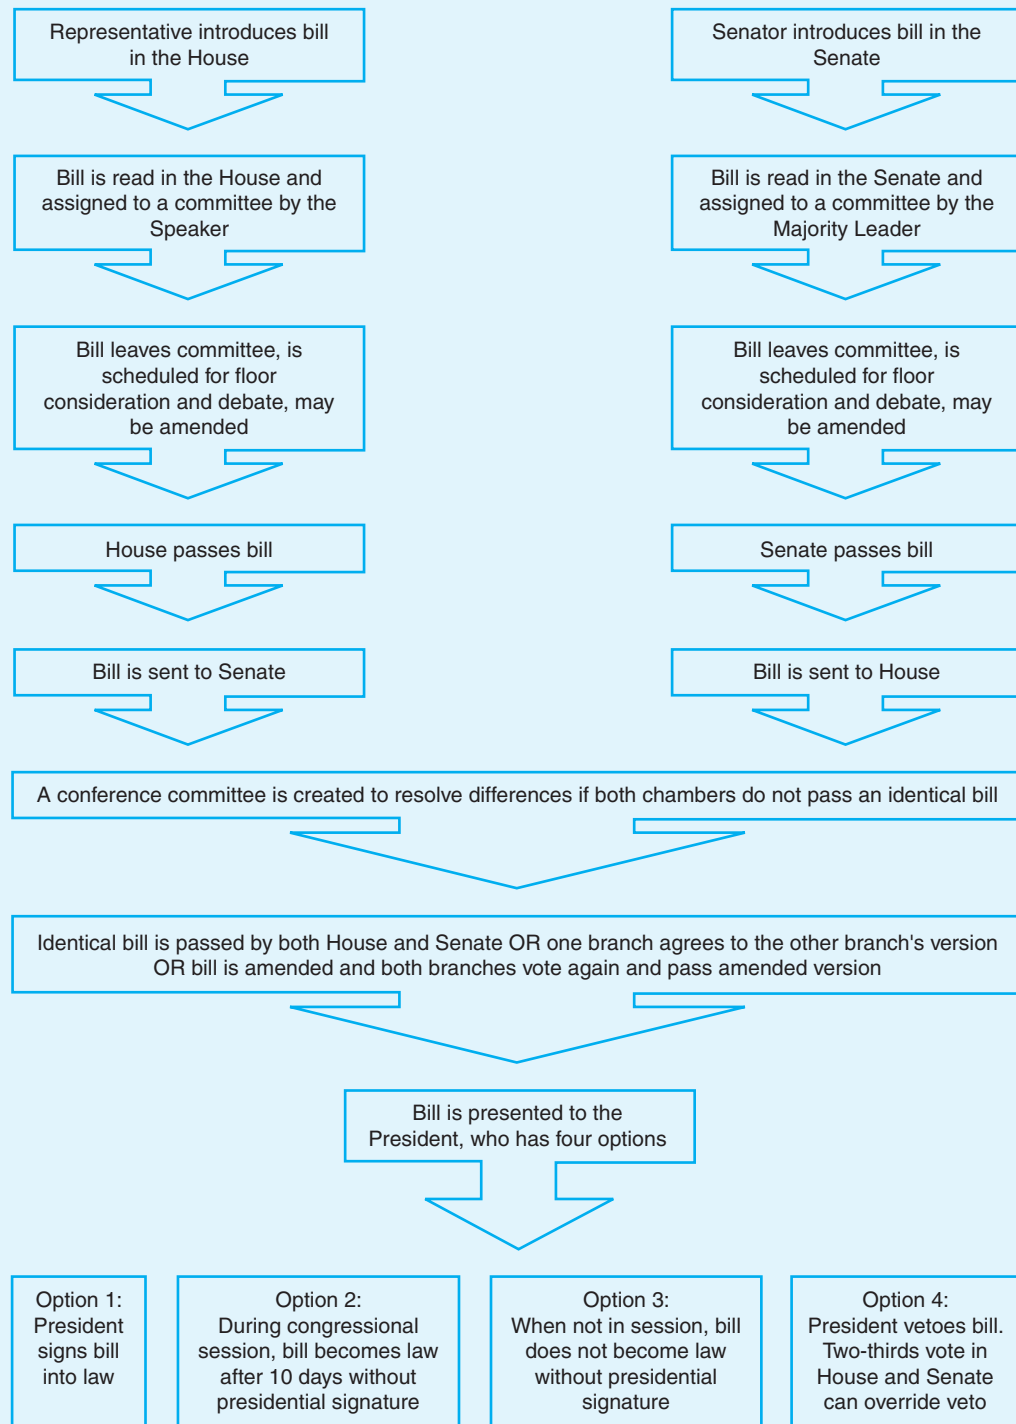 Representative introduces bill
in the House
Senator introduces bill in the
Senate
Bill is read in the House and
assigned to a committee by the
Speaker
Bill is read in the Senate and
assigned to a committee by the
Majority Leader
Bill leaves committee, is
scheduled for floor
consideration and debate, may
be amended
Bill leaves committee, is
scheduled for floor
consideration and debate, may
be amended
House passes bill
Senate passes bill
Bill is sent to Senate
Bill is sent to House
A conference committee is created to resolve differences if both chambers do not pass an identical bill
Identical bill is passed by both House and Senate OR one branch agrees to the other branch's version
OR bill is amended and both branches vote again and pass amended version
Bill is presented to the
President, who has four options
Option 1:
President
signs bill
into law
Option 2:
During congressional
session, bill becomes law
after 10 days without
presidential signature
Option 3:
When not in session, bill
does not become law
without presidential
signature
Option 4:
President vetoes bill.
Two-thirds vote in
House and Senate
can override veto